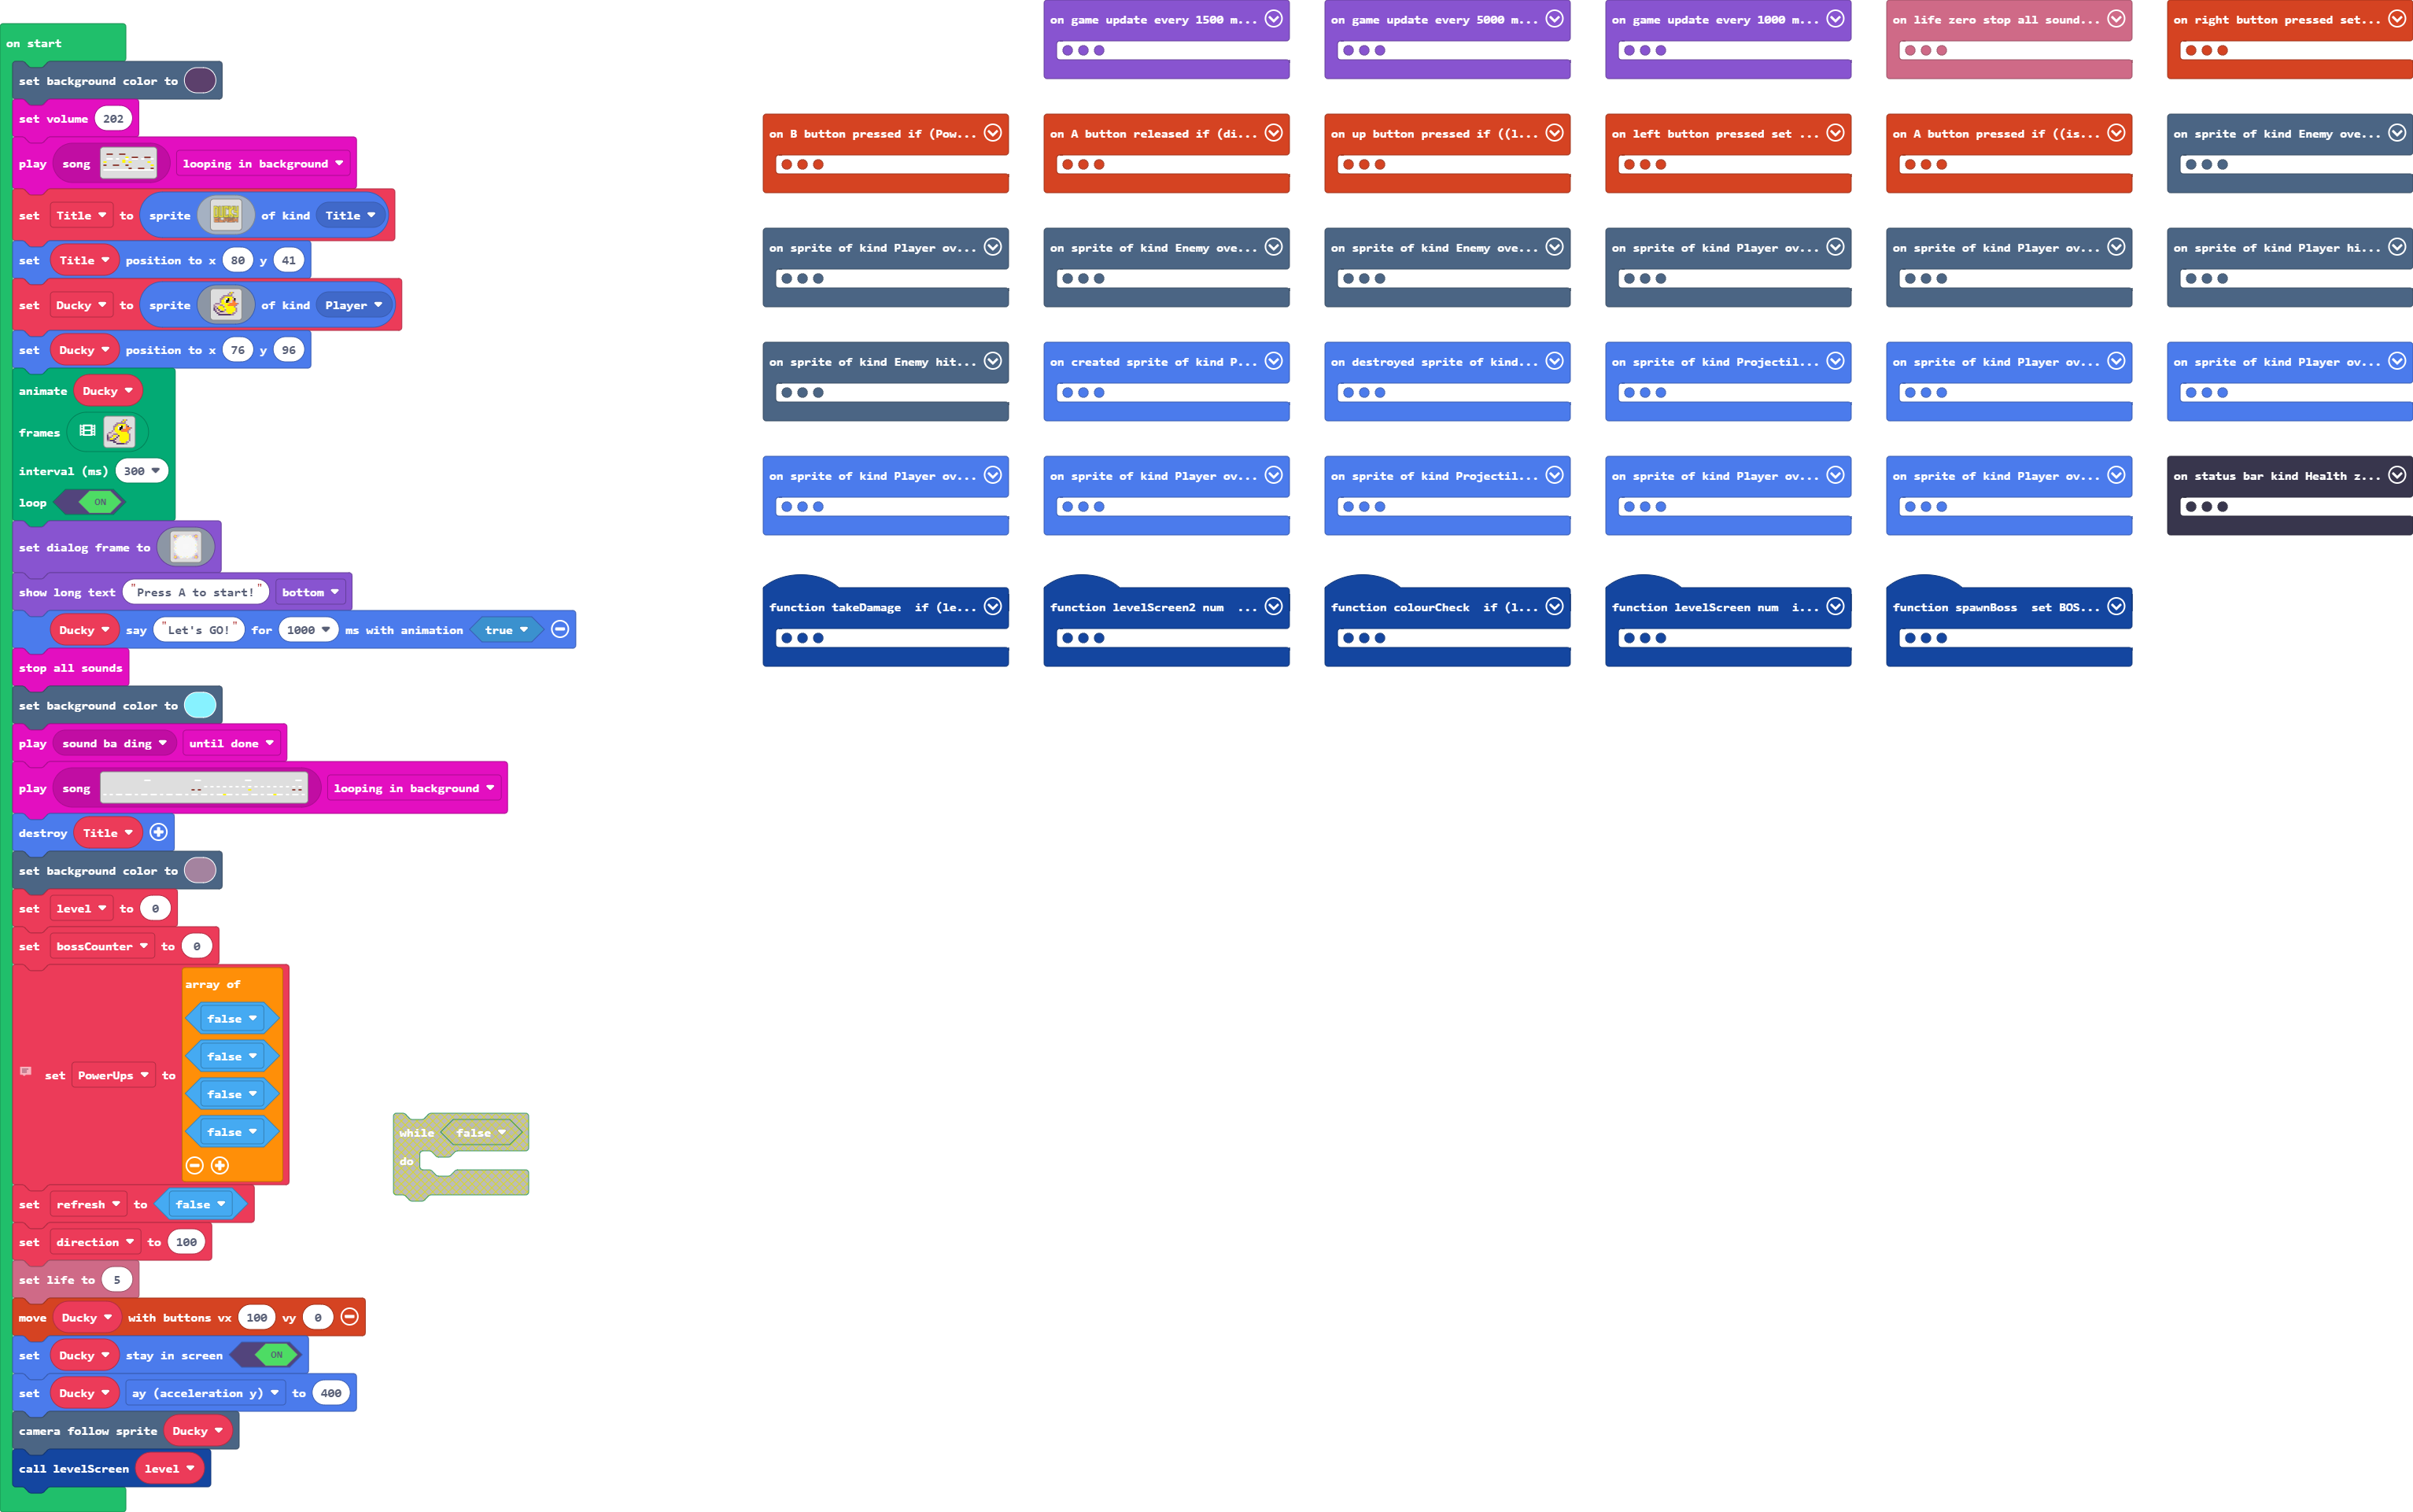 on start
set background color to
set volume 202
play song looping in background
set Title to sprite of kind Title
set Title position to x 80 y 41
set Ducky to sprite of kind Player
set Ducky position to x 76 y 96
animate Ducky
frames
interval (ms) 300
loop ON
set dialog frame to
show long text "Press A to start!" bottom
Ducky say "Let's GO!" for 1000 ms with animation true
stop all sounds
set background color to
play sound ba ding until done
play song looping in background
destroy Title
set background color to
set level to 0
set bossCounter to 0
set PowerUps to array of
false
false
false
false
set refresh to false
set direction to 100
set life to 5
move Ducky with buttons vx 100 vy 0
set Ducky stay in screen ON
set Ducky ay (acceleration y) to 400
camera follow sprite Ducky
call levelScreen level
while false
do
on game update every 1500 m...
on game update every 5000 m...
on game update every 1000 m...
on life zero stop all sound...
on right button pressed set...
on B button pressed if (Pow...
on A button released if (di...
on up button pressed if ((l...
on left button pressed set ...
on A button pressed if ((is...
on sprite of kind Enemy ove...
on sprite of kind Player ov...
on sprite of kind Enemy ove...
on sprite of kind Enemy ove...
on sprite of kind Player ov...
on sprite of kind Player ov...
on sprite of kind Player hi...
on sprite of kind Enemy hit...
on created sprite of kind P...
on destroyed sprite of kind...
on sprite of kind Projectil...
on sprite of kind Player ov...
on sprite of kind Player ov...
on sprite of kind Player ov...
on sprite of kind Player ov...
on sprite of kind Projectil...
on sprite of kind Player ov...
on sprite of kind Player ov...
on status bar kind Health z...
function takeDamage if (le...
function levelScreen2 num ...
function colourCheck if (l...
function levelScreen num i...
function spawnBoss set BOS...